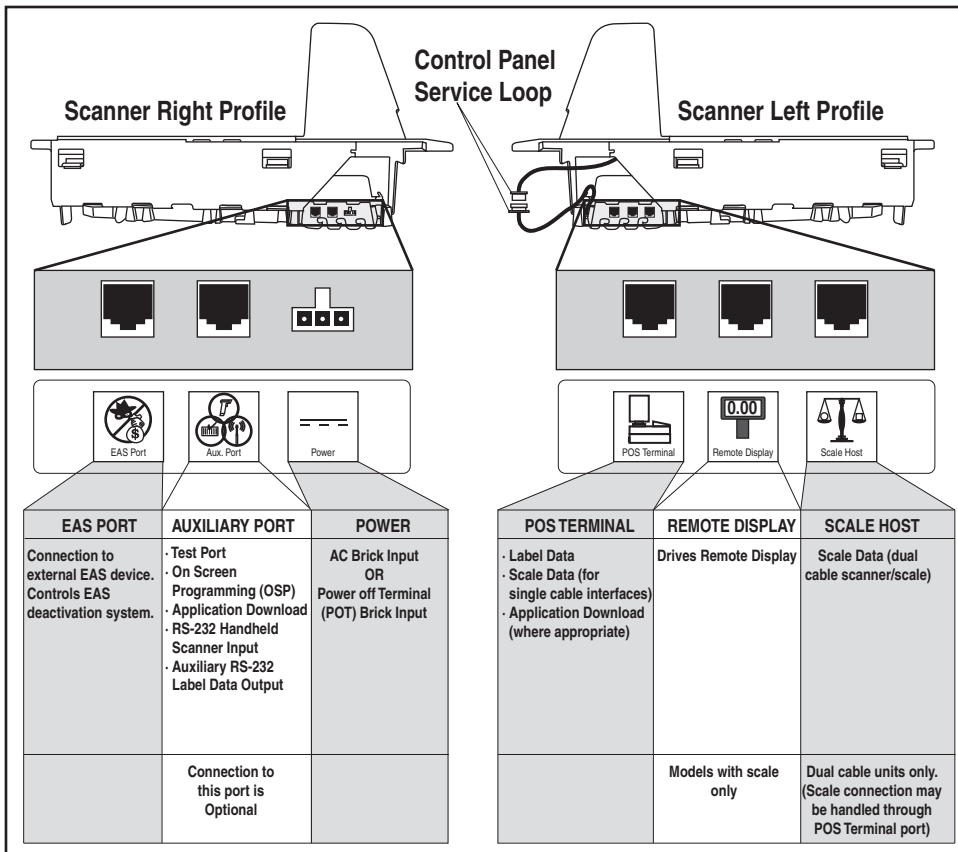 Control Panel
Service Loop
Scanner Right Profile
Scanner Left Profile
EAS Port
Aux. Port
Power
0.00
POS Terminal
Remote Display
Scale Host
$
EAS PORT
Connection to
external EAS device.
Controls EAS
deactivation system.
AUXILIARY PORT
· Test Port
· On Screen
Programming (OSP)
· Application Download
· RS-232 Handheld
Scanner Input
· Auxiliary RS-232
Label Data Output
Connection to
this port is
Optional
POWER
AC Brick Input
OR
Power off Terminal
(POT) Brick Input
POS TERMINAL
· Label Data
· Scale Data (for
single cable interfaces)
· Application Download
(where appropriate)
REMOTE DISPLAY
Drives Remote Display
Models with scale
only
SCALE HOST
Scale Data (dual
cable scanner/scale)
Dual cable units only.
(Scale connection may
be handled through
POS Terminal port)